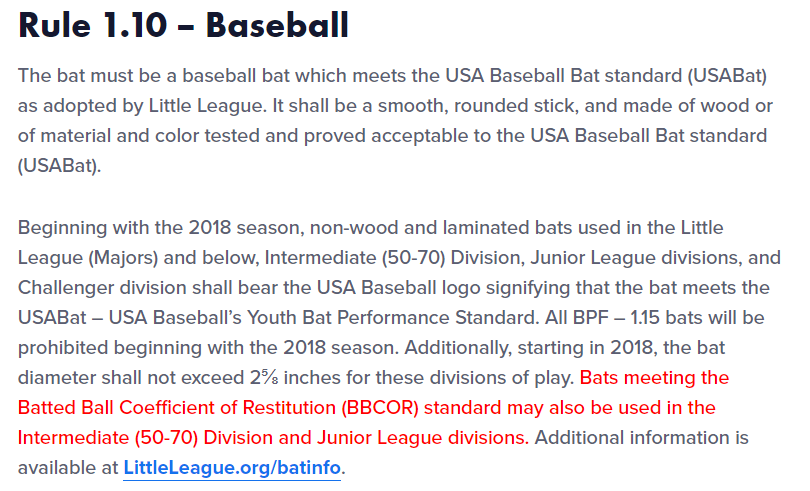 Rule 1.10 – Baseball
The bat must be a baseball bat which meets the USA Baseball Bat standard (USABat)
as adopted by Little League. It shall be a smooth, rounded stick, and made of wood or
of material and color tested and proved acceptable to the USA Baseball Bat standard
(USABat).
Beginning with the 2018 season, non-wood and laminated bats used in the Little
League (Majors) and below, Intermediate (50-70) Division, Junior League divisions, and
Challenger division shall bear the USA Baseball logo signifying that the bat meets the
USABat – USA Baseball’s Youth Bat Performance Standard. All BPF – 1.15 bats will be
prohibited beginning with the 2018 season. Additionally, starting in 2018, the bat
diameter shall not exceed 2⅝ inches for these divisions of play. Bats meeting the
Batted Ball Coefficient of Restitution (BBCOR) standard may also be used in the
Intermediate (50-70) Division and Junior League divisions. Additional information is
available at LittleLeague.org/batinfo.